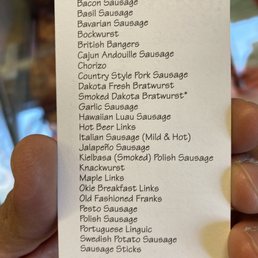 Bacon Sausage
Basil Sausage
Bavarian Sausage
Bockwurst
British Bangers
Cajun Andouille Sausage
Chorizo
Country Style Pork Sausage
Dakota Fresh Bratwurst
Smoked Dakota Bratwurst*
Garlic Sausage
Hawaiian Luau Sausage
Hot Beer Links
Italian Sausage (Mild & Hot)
Jalapeño Sausage
Kielbasa (Smoked) Polish Sausage
Knackwurst
Maple Links
Okie Breakfast Links
Old Fashioned Franks
Pesto Sausage
Polish Sausage
Portuguese Linguic
Swedish Potato Sausage
Sausage Sticks